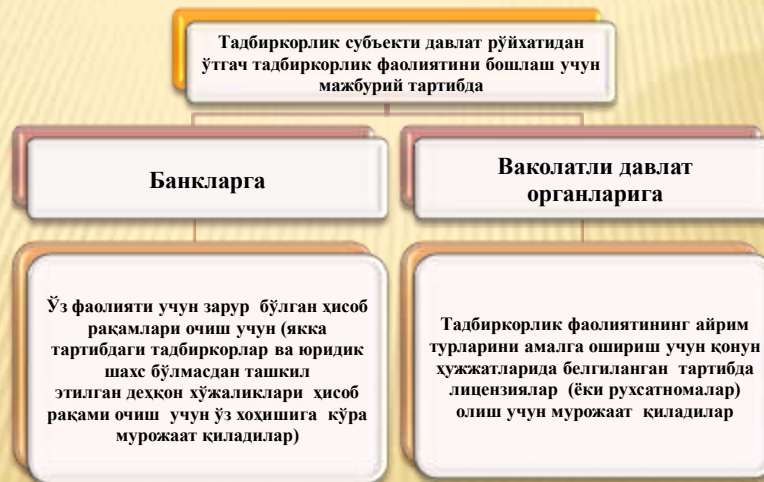 Тадбиркорлик субъекти давлат рўйхатидан
ўтгач тадбиркорлик фаолиятини бошлаш учун
мажбурий тартибда
Банкларга
Ваколатли давлат
органларига
Ўз фаолияти учун зарур бўлган ҳисоб
рақамлари очиш учун (якка
тартибдаги тадбиркорлар ва юридик
шахс бўлмасдан ташкил
этилган деҳқон хўжаликлари ҳисоб
рақами очиш учун ўз хоҳишига кўра
мурожаат қиладилар)
Тадбиркорлик фаолиятининг айрим
турларини амалга ошириш учун қонун
ҳужжатларида белгиланган тартибда
лицензиялар (ёки рухсатномалар)
олиш учун мурожаат қиладилар